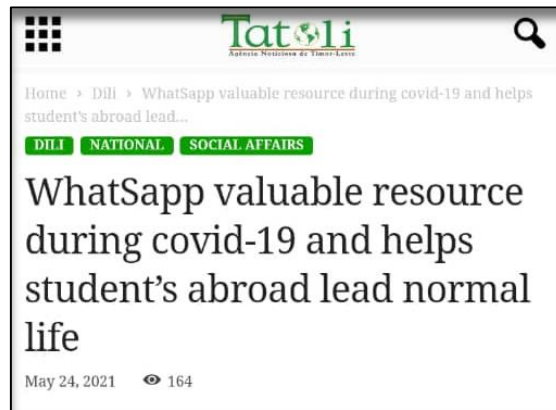 Tatoli
Agência Noticiosa de Timor-Leste
Home › Dili › WhatSapp valuable resource during covid-19 and helps
student’s abroad lead...
DILI NATIONAL SOCIAL AFFAIRS
WhatSapp valuable resource
during covid-19 and helps
student’s abroad lead normal
life
May 24, 2021 164